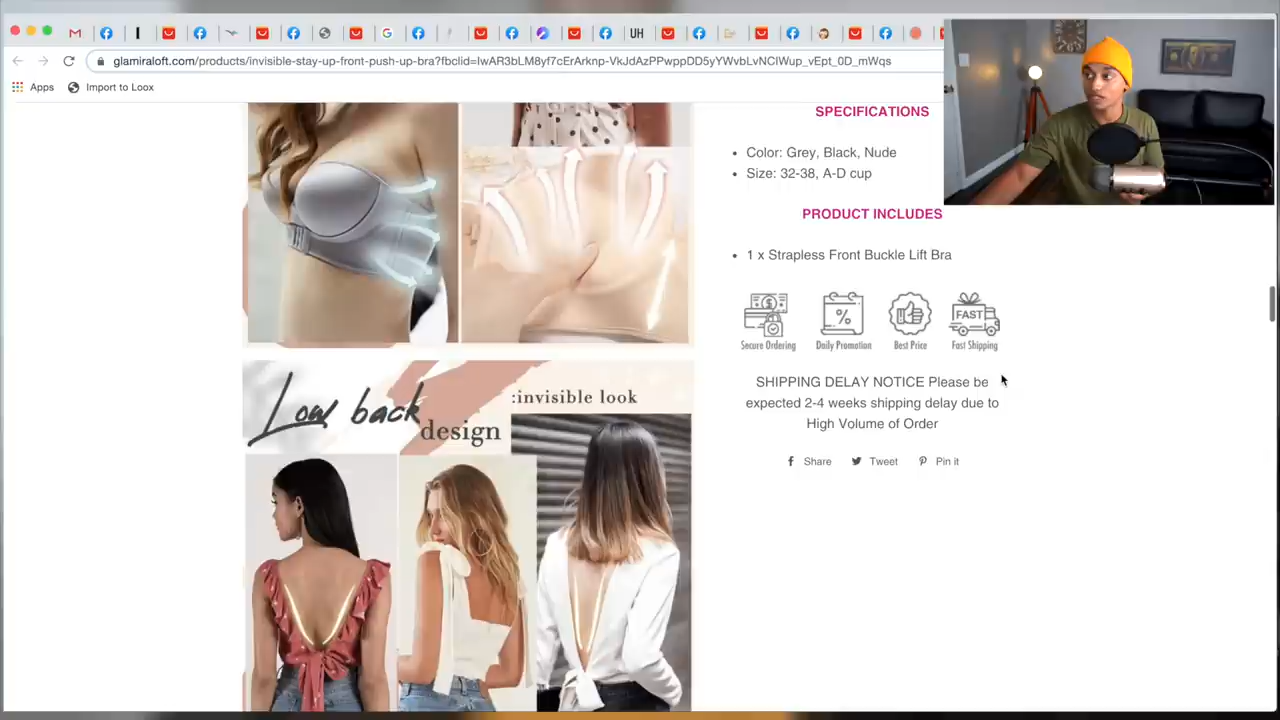 UH
glamiraloft.com/products/invisible-stay-up-front-push-up-bra?fbclid=IwAR3bLM8yf7cErArknp-VkJdAzPPwppDD5yYWvbLvNCIWup_vEpt_0D_mWqs
Apps
Import to Loox
SPECIFICATIONS
Color: Grey, Black, Nude
Size: 32-38, A-D cup
PRODUCT INCLUDES
1 x Strapless Front Buckle Lift Bra
FAST
Secure Ordering
Daily Promotion
Best Price
Fast Shipping
SHIPPING DELAY NOTICE Please be
expected 2-4 weeks shipping delay due to
High Volume of Order
Share
Tweet
Pin it
Low back
design
:invisible look